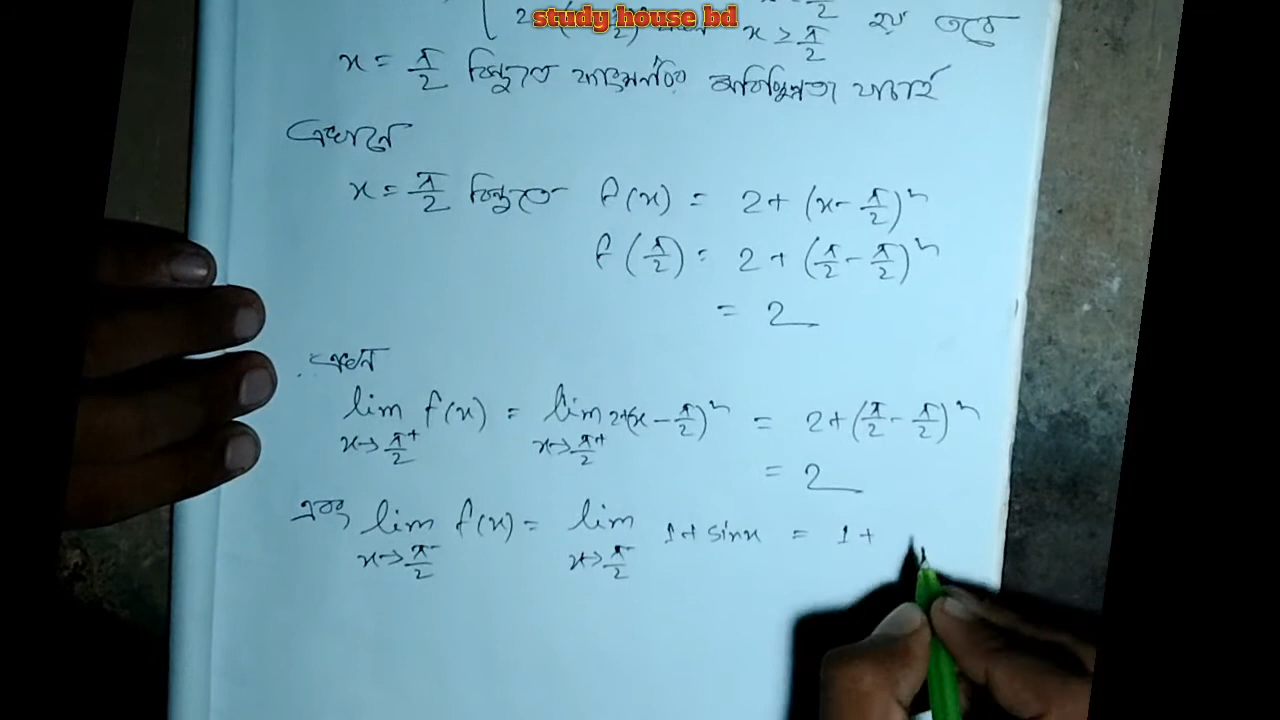 study house bd
x ≥ π/2 হয় তবে
x = π/2 বিন্দুতে ফাংশনটির অবিচ্ছিন্নতা যাচাই
এখানে
x = π/2 বিন্দুতে f(x) = 2 + (x - π/2)²
f(π/2) = 2 + (π/2 - π/2)²
= 2
এখন
lim x→π/2⁺ f(x) = lim x→π/2⁺ 2+(x - π/2)² = 2 + (π/2 - π/2)²
= 2
এবং lim x→π/2⁻ f(x) = lim x→π/2⁻ 1 + sinx = 1 +